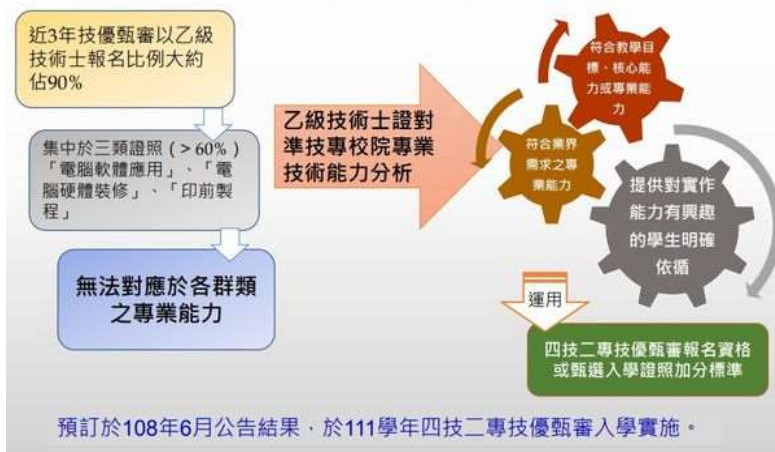 近3年技優甄審以乙級
技術士報名比例大約
佔90%
集中於三類證照（>60%）
「電腦軟體應用」、「電
腦硬體裝修」、「印前製
程」
無法對應於各群類
之專業能力
乙級技術士證對
準技專校院專業
技術能力分析
符合教學目
標、核心能
力或專業能
力
符合業界
需求之專
業能力
提供對實作
能力有興趣
的學生明確
依循
運用
四技二專技優甄審報名資格
或甄選入學證照加分標準
預訂於108年6月公告結果，於111學年四技二專技優甄審入學實施。